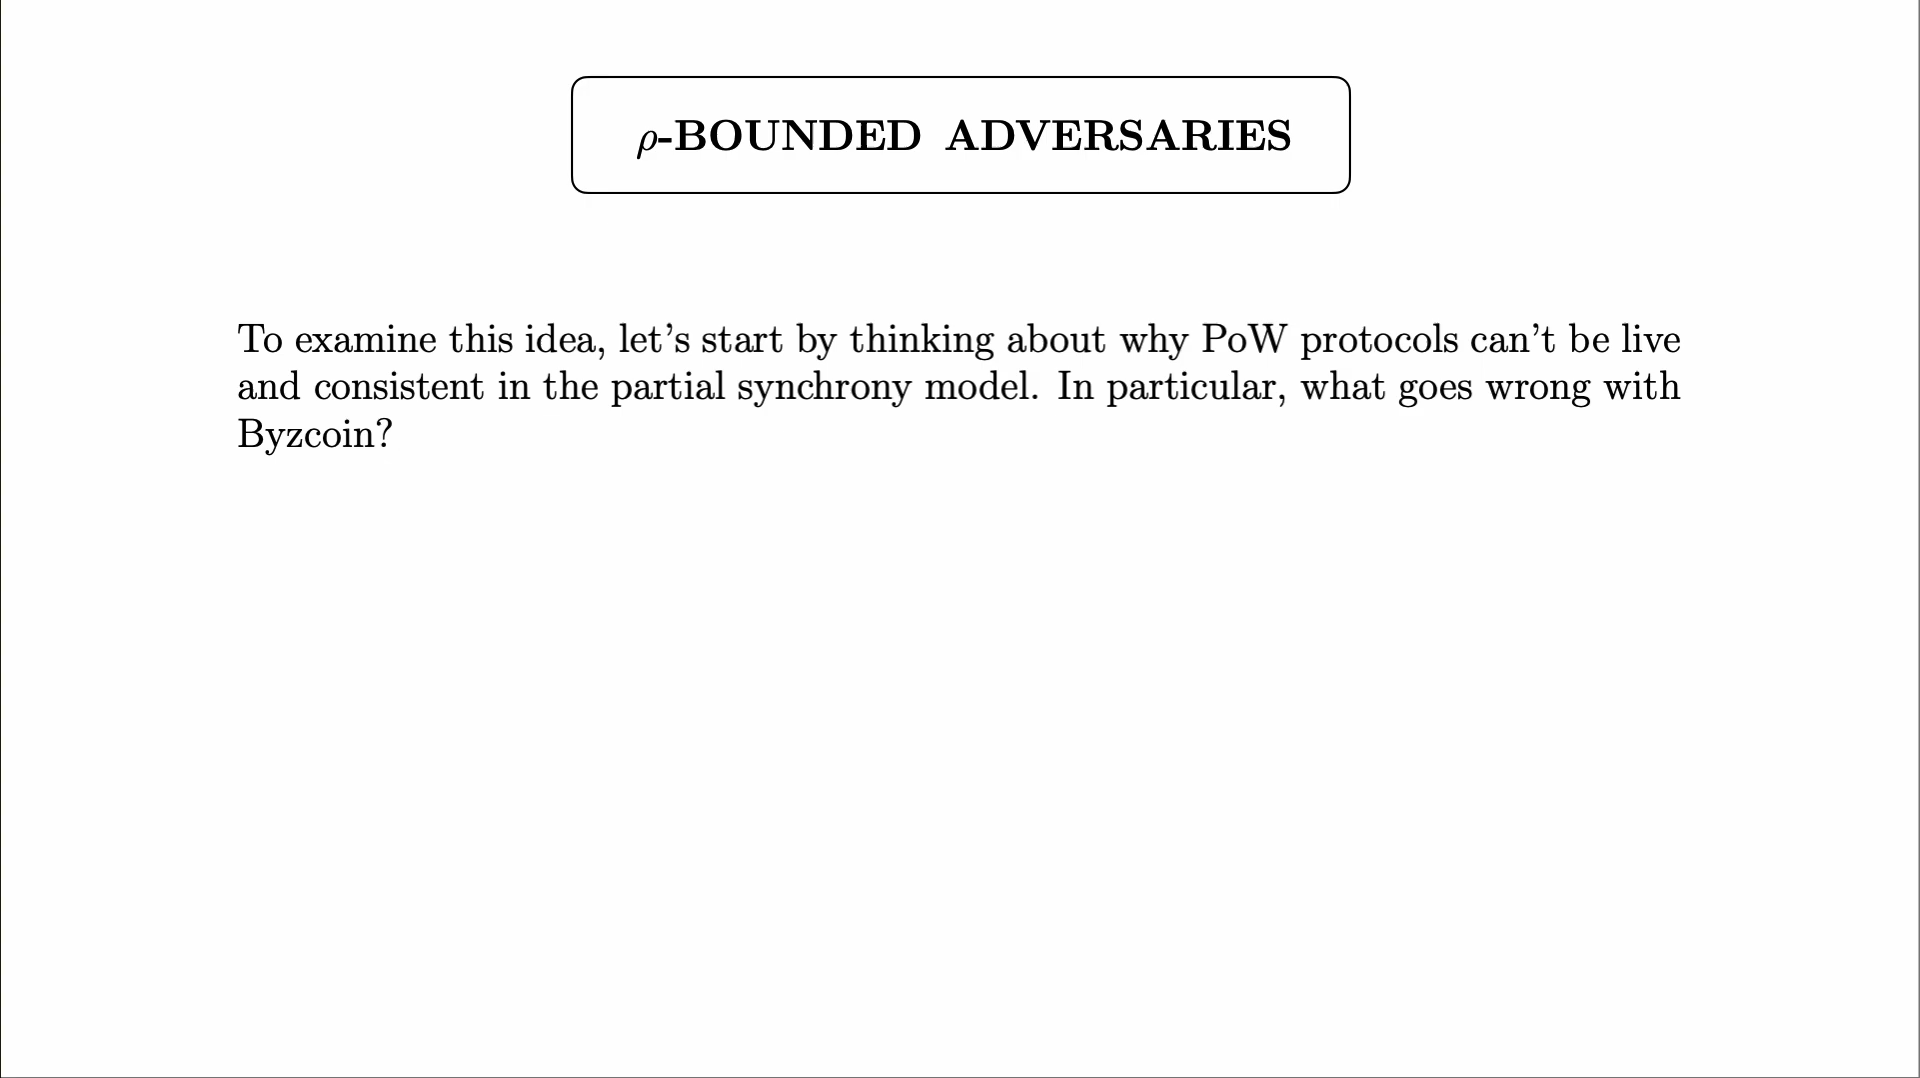 ρ-BOUNDED ADVERSARIES
To examine this idea, let’s start by thinking about why PoW protocols can’t be live
and consistent in the partial synchrony model. In particular, what goes wrong with
Byzcoin?